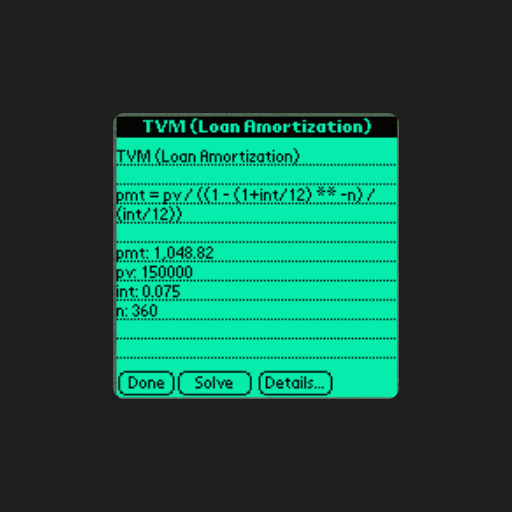 TVM (Loan Amortization)
TVM (Loan Amortization)
pmt = pv / ((1 - (1+int/12) ** -n) /
(int/12))
pmt: 1,048.82
pv: 150000
int: 0.075
n: 360
Done Solve Details...